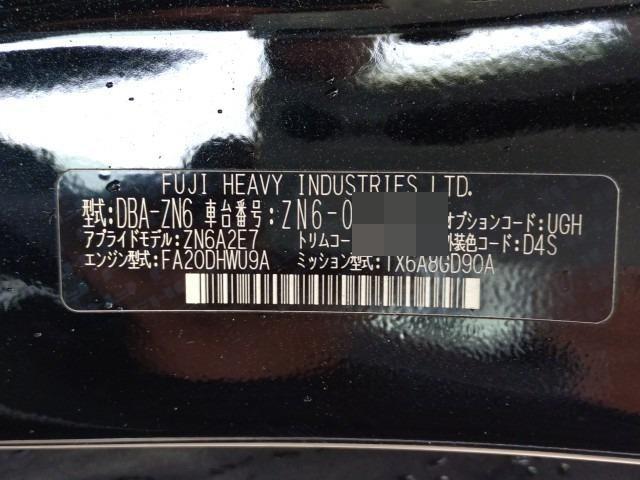 FUJI HEAVY INDUSTRIES LTD.
型式:DBA-ZN6 車台番号:ZN6-0 オプションコード:UGH
アプライドモデル:ZN6A2E7 トリムコー 外装色コード:D4S
エンジン型式:FA20DHWU9A ミッション型式:TX6A8GD90A